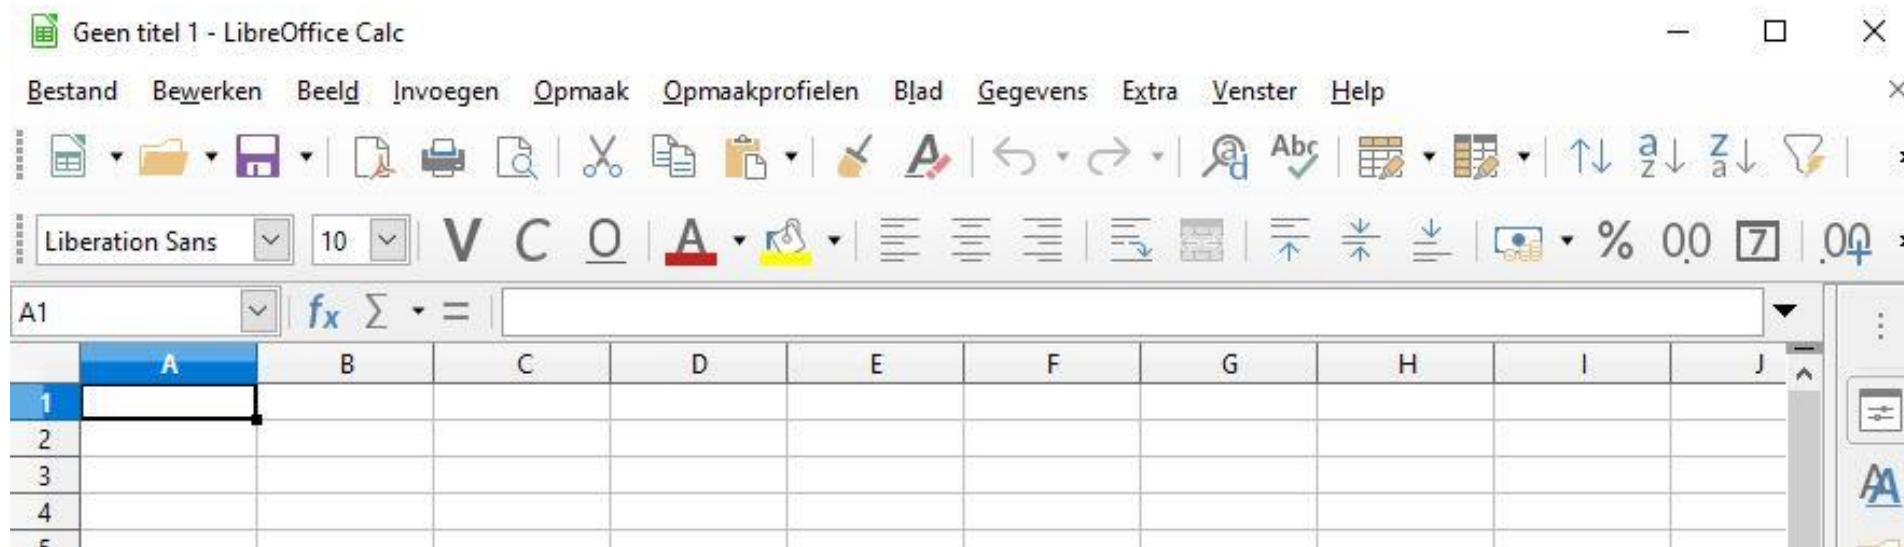 Geen titel 1 - LibreOffice Calc
Bestand Bewerken Beeld Invoegen Opmaak Opmaakprofielen Blad Gegevens Extra Venster Help
A Abc a z z a
Liberation Sans 10 V C O A % 0,0 7 .00
A1 fx Σ =
A B C D E F G H I J
1
2
3
4